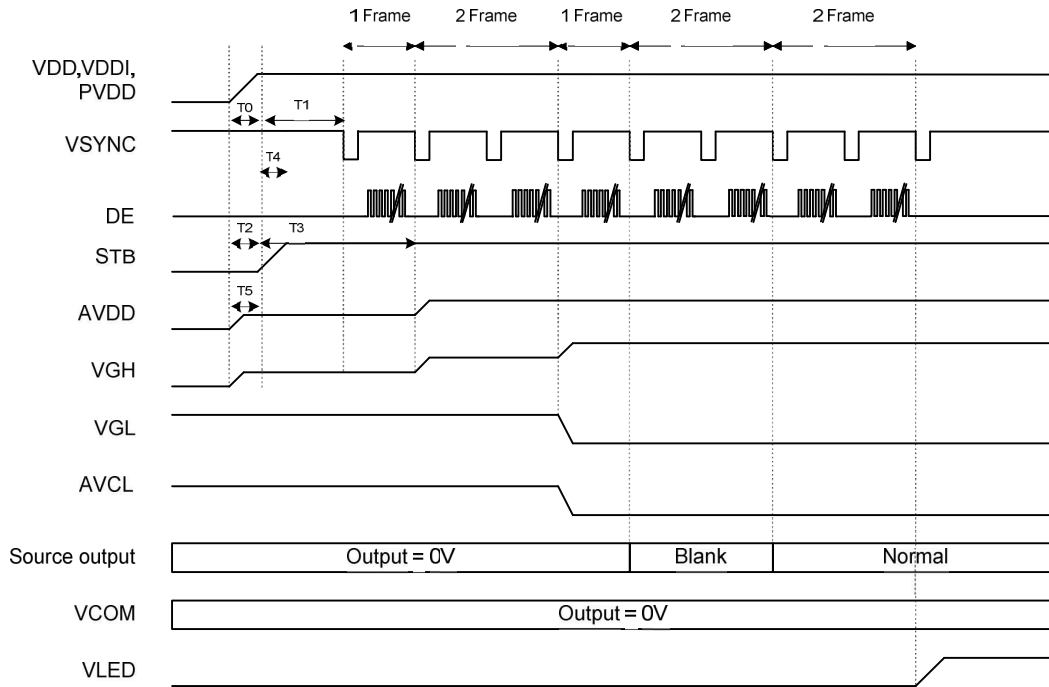 1 Frame 2 Frame 1 Frame 2 Frame 2 Frame
VDD,VDDI,
PVDD
T0 T1
VSYNC
T4
DE
T2 T3
STB
T5
AVDD
VGH
VGL
AVCL
Source output Output = 0V Blank Normal
VCOM Output = 0V
VLED